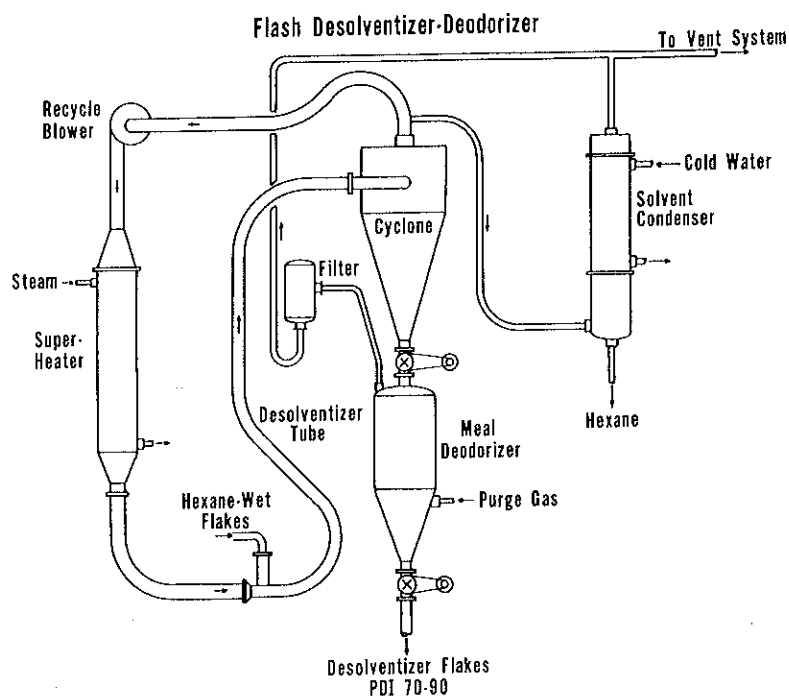 Flash Desolventizer-Deodorizer
To Vent System
Recycle
Blower
Cold Water
Solvent
Condenser
Cyclone
Filter
Steam
Super-
Heater
Desolventizer
Tube
Meal
Deodorizer
Hexane
Hexane-Wet
Flakes
Purge Gas
Desolventizer Flakes
PDI 70-90